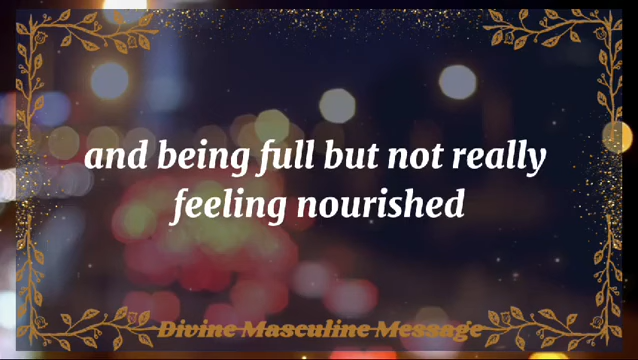 and being full but not really
feeling nourished
Divine Masculine Message